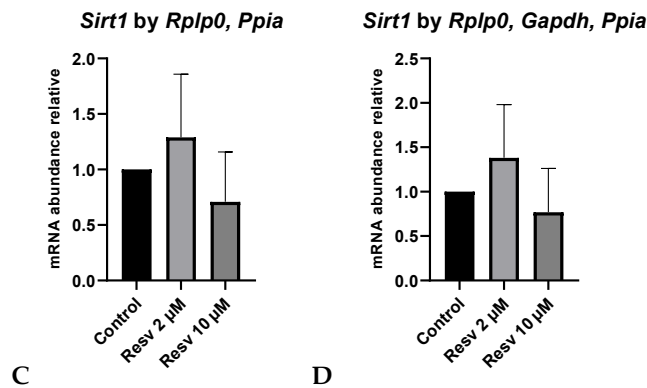 Sirt1 by Rplp0, Ppia
mRNA abundance relative
2.0
1.5
1.0
0.5
0.0
Control
Resv 2 µM
Resv 10 µM
C
Sirt1 by Rplp0, Gapdh, Ppia
mRNA abundance relative
2.5
2.0
1.5
1.0
0.5
0.0
Control
Resv 2 µM
Resv 10 µM
D